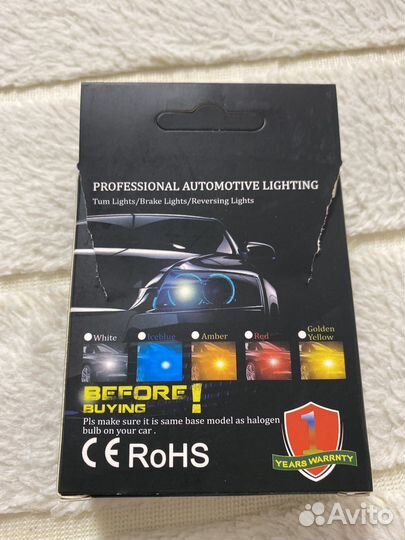 PROFESSIONAL AUTOMOTIVE LIGHTING
Tum Lights/Brake Lights/Reversing Lights
White
Iceblue
Amber
Red
Golden
Yellow
BEFORE!
BUYING
Pls make sure it is same base model as halogen
bulb on your car .
CE RoHS
1
YEARS WARRNTY
Avito